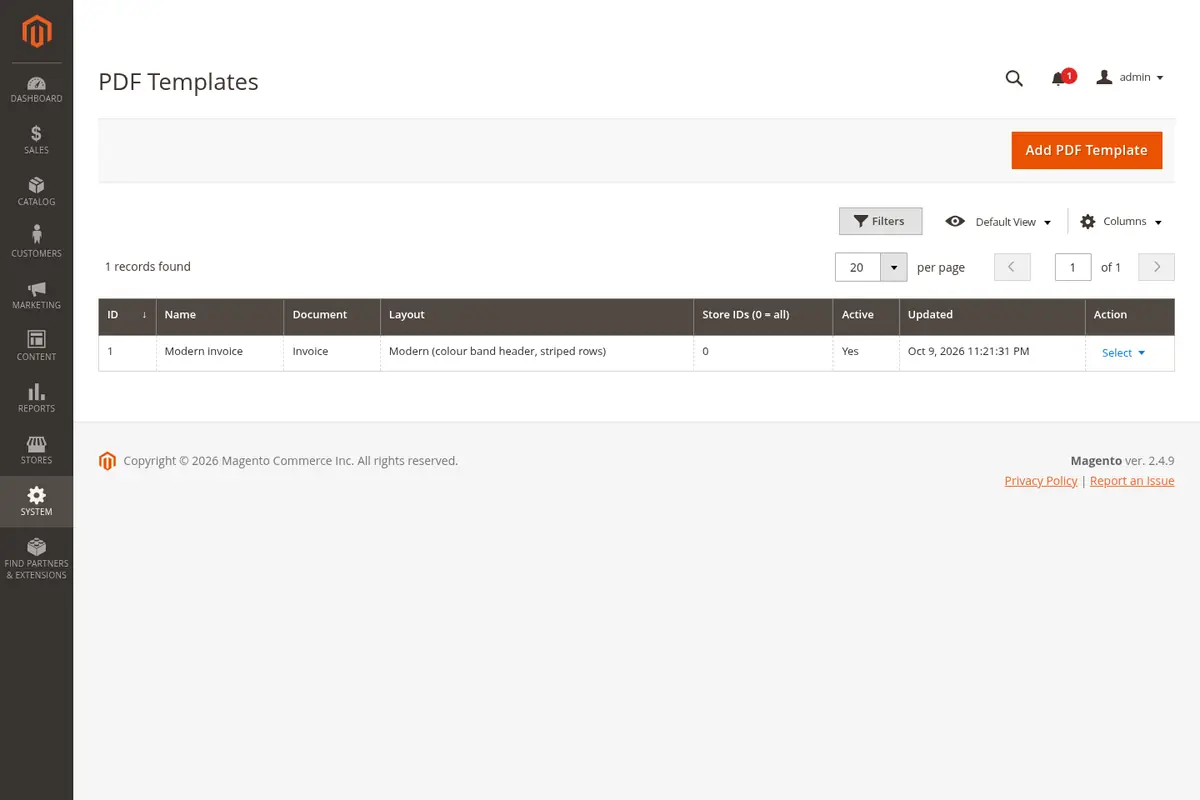 PDF Templates
1
admin
DASHBOARD
SALES
CATALOG
CUSTOMERS
MARKETING
CONTENT
REPORTS
STORES
SYSTEM
FIND PARTNERS
& EXTENSIONS
Add PDF Template
Filters
Default View
Columns
1 records found
20
per page
1
of 1
ID ↓ Name Document Layout Store IDs (0 = all) Active Updated Action
1 Modern invoice Invoice Modern (colour band header, striped rows) 0 Yes Oct 9, 2026 11:21:31 PM Select
Copyright © 2026 Magento Commerce Inc. All rights reserved.
Magento ver. 2.4.9
Privacy Policy | Report an Issue